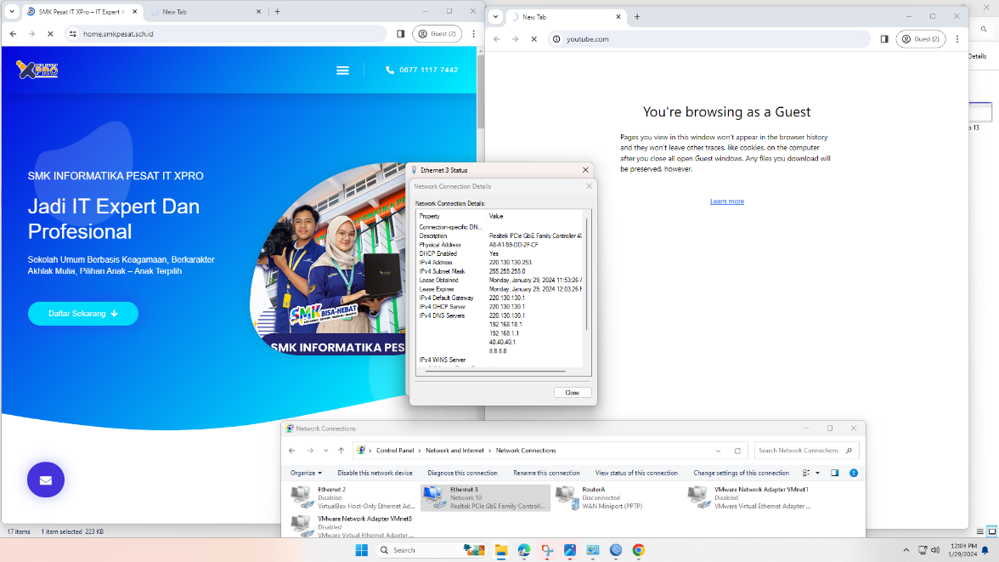 SMK Pesat IT XPro – IT Expert A
New Tab
home.smkpesat.sch.id
Guest (2)
PRO
0877 1117 7442
SMK INFORMATIKA PESAT IT XPRO
Jadi IT Expert Dan
Profesional
Sekolah Umum Berbasis Keagamaan, Berkarakter
Akhlak Mulia, Pilihan Anak – Anak Terpilih
Daftar Sekarang
SMK BISA-HEBAT
SMK INFORMATIKA PES
17 items
1 item selected 223 KB
New Tab
youtube.com
Guest (2)
You're browsing as a Guest
Pages you view in this window won't appear in the browser history
and they won't leave other traces, like cookies, on the computer
after you close all open Guest windows. Any files you download will
be preserved, however.
Learn more
Details
13
Ethernet 3 Status
Network Connection Details
Network Connection Details:
Property Value
Connection-specific DN...
Description Realtek PCIe GbE Family Controller #
Physical Address A8-A1-59-DD-2F-CF
DHCP Enabled Yes
IPv4 Address 220.130.130.253
IPv4 Subnet Mask 255.255.255.0
Lease Obtained Monday, January 29, 2024 11:53:26
Lease Expires Monday, January 29, 2024 12:03:26
IPv4 Default Gateway 220.130.130.1
IPv4 DHCP Server 220.130.130.1
IPv4 DNS Servers 220.130.130.1
192.168.18.1
192.168.1.1
40.40.40.1
8.8.8.8
IPv4 WINS Server
Close
Network Connections
Control Panel › Network and Internet › Network Connections
Search Network Connections
Organize
Disable this network device
Diagnose this connection
Rename this connection
View status of this connection
Change settings of this connection
Ethernet 2
Disabled
VirtualBox Host-Only Ethernet Ad...
Ethernet 3
Network 10
Realtek PCIe GbE Family Controll...
RouterA
Disconnected
WAN Miniport (PPTP)
VMware Network Adapter VMnet1
Disabled
VMware Virtual Ethernet Adapter ...
VMware Network Adapter VMnet8
Disabled
VMware Virtual Ethernet Adapter ...
Search
12:04 PM
1/29/2024